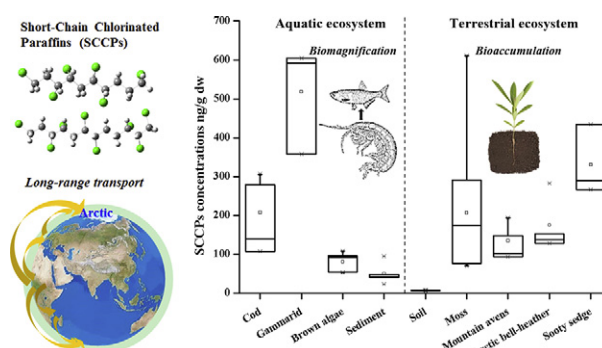 Short-Chain Chlorinated
Paraffins (SCCPs)
Long-range transport
Arctic
SCCPs concentrations ng/g dw
700
600
500
400
300
200
100
0
Aquatic ecosystem
Terrestrial ecosystem
Biomagnification
Bioaccumulation
Cod
Gammarid
Brown algae
Sediment
Soil
Moss
Mountain avens
bell-heather
Sooty sedge